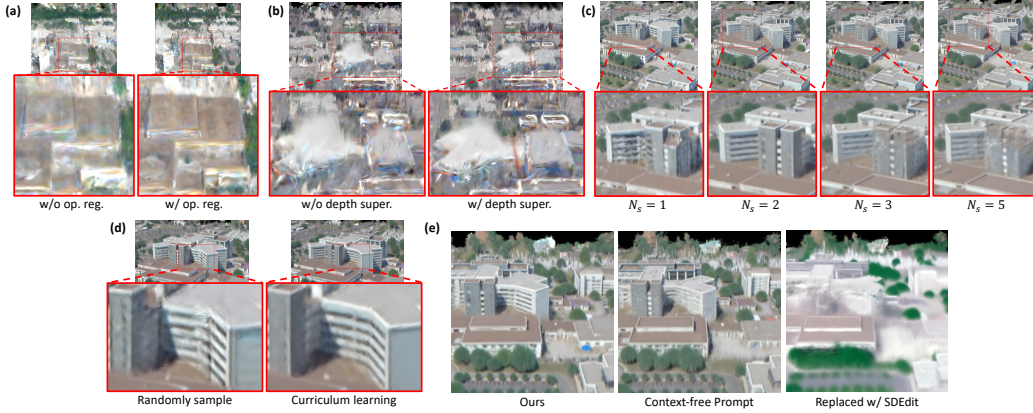 (a)
(b)
(c)
w/o op. reg.
w/ op. reg.
w/o depth super.
w/ depth super.
N_s = 1
N_s = 2
N_s = 3
N_s = 5
(d)
(e)
Randomly sample
Curriculum learning
Ours
Context-free Prompt
Replaced w/ SDEdit